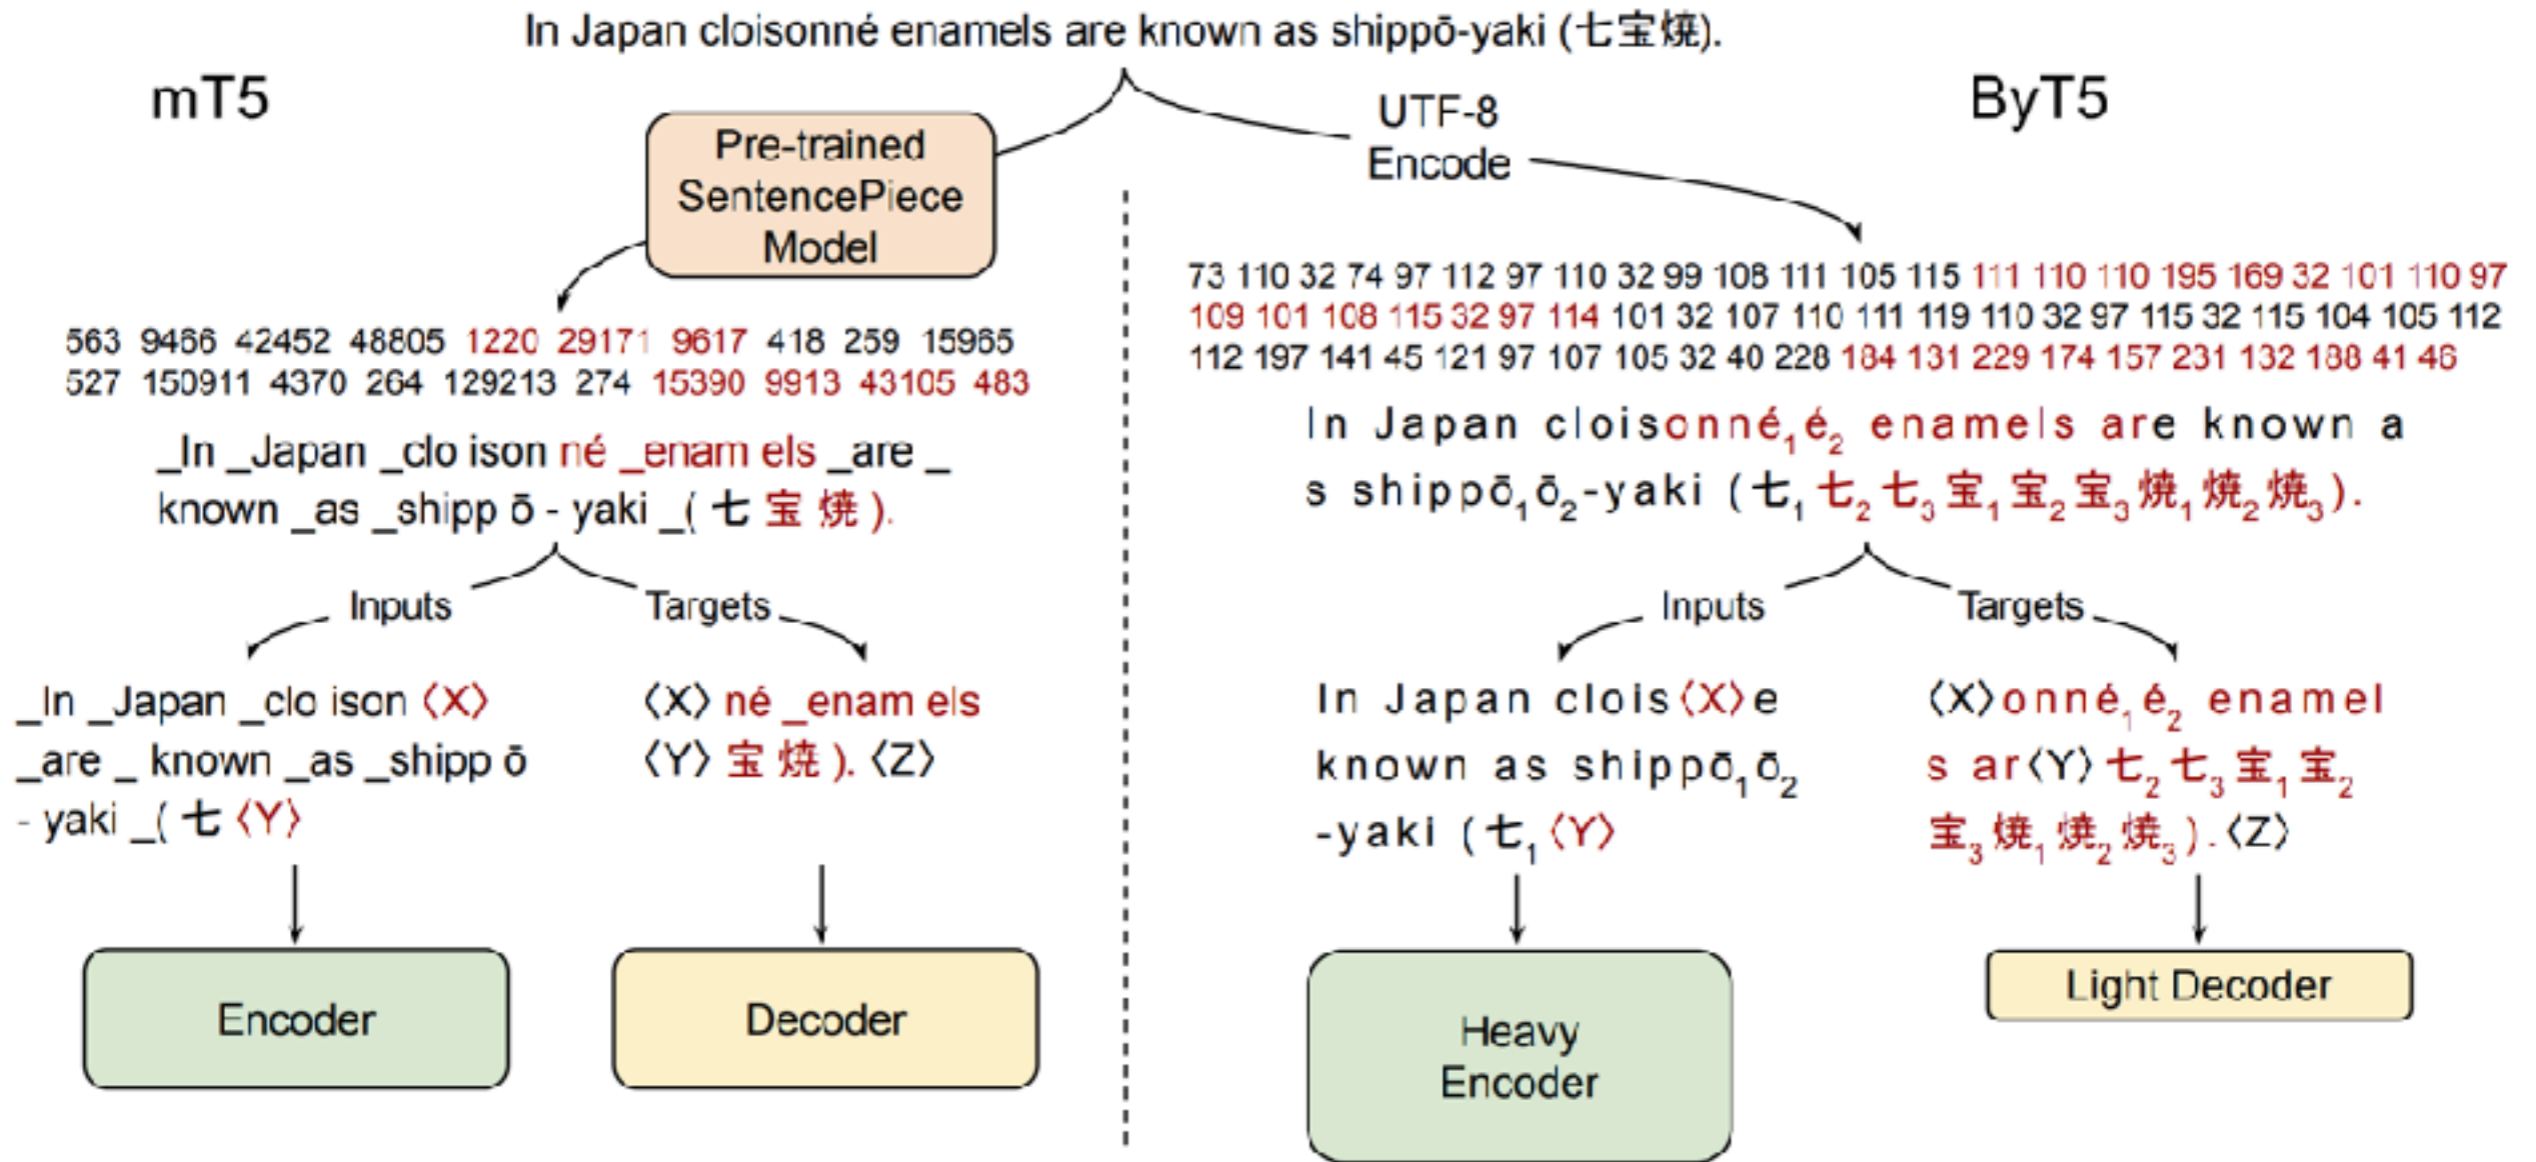 In Japan cloisonné enamels are known as shippō-yaki (七宝焼).
mT5
Pre-trained
SentencePiece
Model
563 9466 42452 48805 1220 29171 9617 418 259 15965
527 150911 4370 264 129213 274 15390 9913 43105 483
_In _Japan _clo ison né _enam els _are _
known _as _shipp ō - yaki _( 七 宝 焼 ).
Inputs
Targets
_In _Japan _clo ison 〈X〉
_are _ known _as _shipp ō
- yaki _( 七 〈Y〉
〈X〉 né _enam els
〈Y〉 宝 焼 ). 〈Z〉
Encoder
Decoder
UTF-8
Encode
ByT5
73 110 32 74 97 112 97 110 32 99 108 111 105 115 111 110 110 195 169 32 101 110 97
109 101 108 115 32 97 114 101 32 107 110 111 119 110 32 97 115 32 115 104 105 112
112 197 141 45 121 97 107 105 32 40 228 184 131 229 174 157 231 132 188 41 46
In Japan cloisonné₁é₂ enamels are known a
s shippō₁ō₂-yaki (七₁七₂七₃宝₁宝₂宝₃焼₁焼₂焼₃).
Inputs
Targets
In Japan clois〈X〉e
known as shippō₁ō₂
-yaki (七₁〈Y〉
〈X〉onné₁é₂ enamel
s ar〈Y〉七₂七₃宝₁宝₂
宝₃焼₁焼₂焼₃).〈Z〉
Heavy
Encoder
Light Decoder